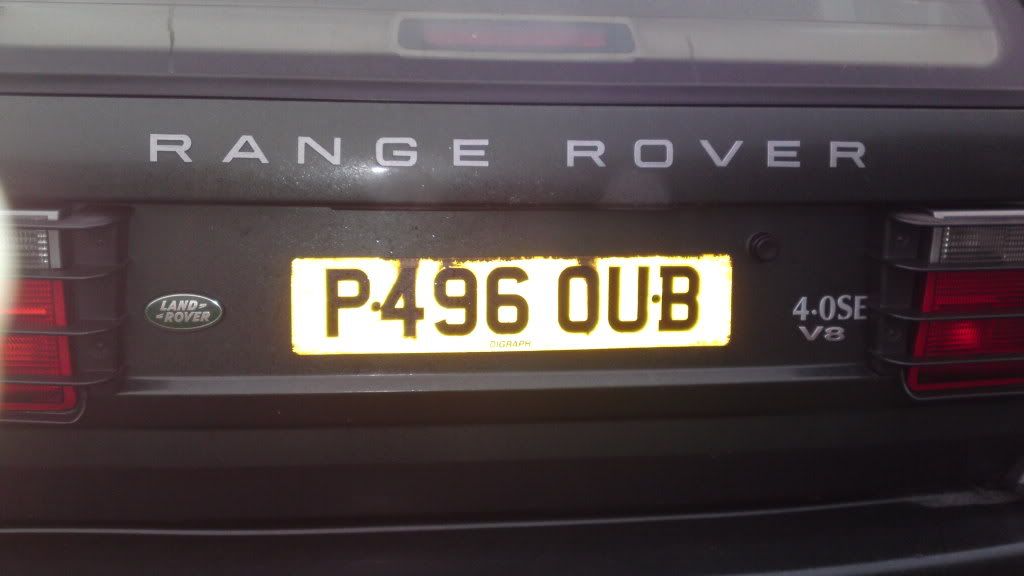 RANGE ROVER
LAND-
-ROVER
P496 OUB
DIGRAPH
4.0SE
V8